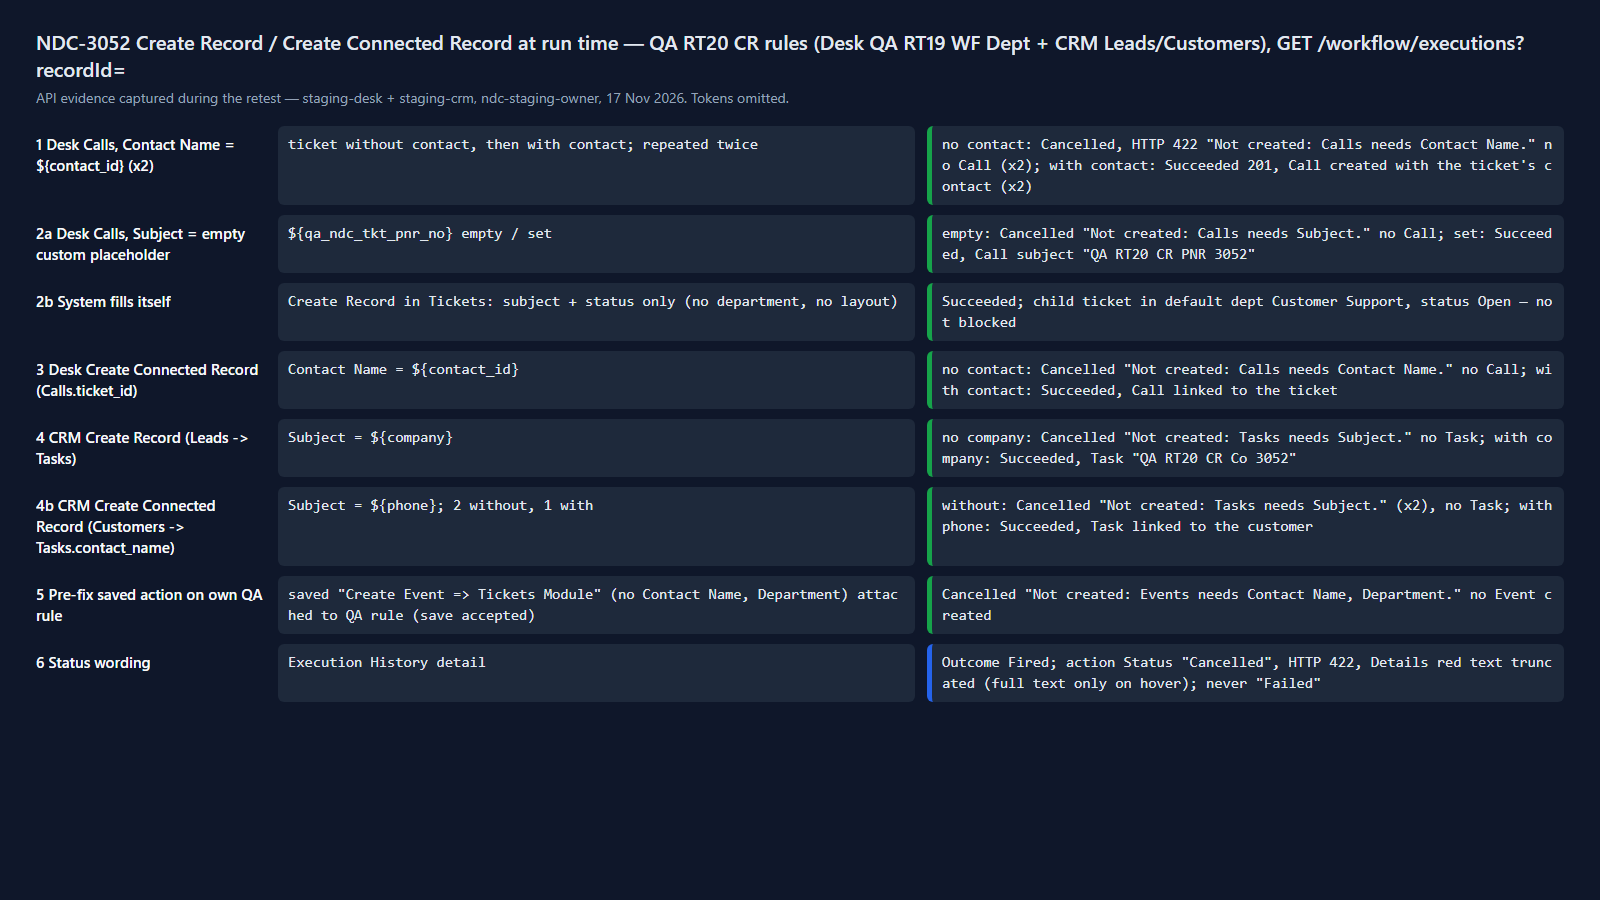 NDC-3052 Create Record / Create Connected Record at run time — QA RT20 CR rules (Desk QA RT19 WF Dept + CRM Leads/Customers), GET /workflow/executions?
recordId=
API evidence captured during the retest — staging-desk + staging-crm, ndc-staging-owner, 17 Nov 2026. Tokens omitted.
1 Desk Calls, Contact Name =
${contact_id} (x2)
ticket without contact, then with contact; repeated twice
no contact: Cancelled, HTTP 422 "Not created: Calls needs Contact Name." n
o Call (x2); with contact: Succeeded 201, Call created with the ticket's c
ontact (x2)
2a Desk Calls, Subject = empty
custom placeholder
${qa_ndc_tkt_pnr_no} empty / set
empty: Cancelled "Not created: Calls needs Subject." no Call; set: Succeed
ed, Call subject "QA RT20 CR PNR 3052"
2b System fills itself
Create Record in Tickets: subject + status only (no department, no layout)
Succeeded; child ticket in default dept Customer Support, status Open — no
t blocked
3 Desk Create Connected Record
(Calls.ticket_id)
Contact Name = ${contact_id}
no contact: Cancelled "Not created: Calls needs Contact Name." no Call; wi
th contact: Succeeded, Call linked to the ticket
4 CRM Create Record (Leads ->
Tasks)
Subject = ${company}
no company: Cancelled "Not created: Tasks needs Subject." no Task; with co
mpany: Succeeded, Task "QA RT20 CR Co 3052"
4b CRM Create Connected
Record (Customers ->
Tasks.contact_name)
Subject = ${phone}; 2 without, 1 with
without: Cancelled "Not created: Tasks needs Subject." (x2), no Task; with
phone: Succeeded, Task linked to the customer
5 Pre-fix saved action on own QA
rule
saved "Create Event => Tickets Module" (no Contact Name, Department) attac
hed to QA rule (save accepted)
Cancelled "Not created: Events needs Contact Name, Department." no Event c
reated
6 Status wording
Execution History detail
Outcome Fired; action Status "Cancelled", HTTP 422, Details red text trunc
ated (full text only on hover); never "Failed"